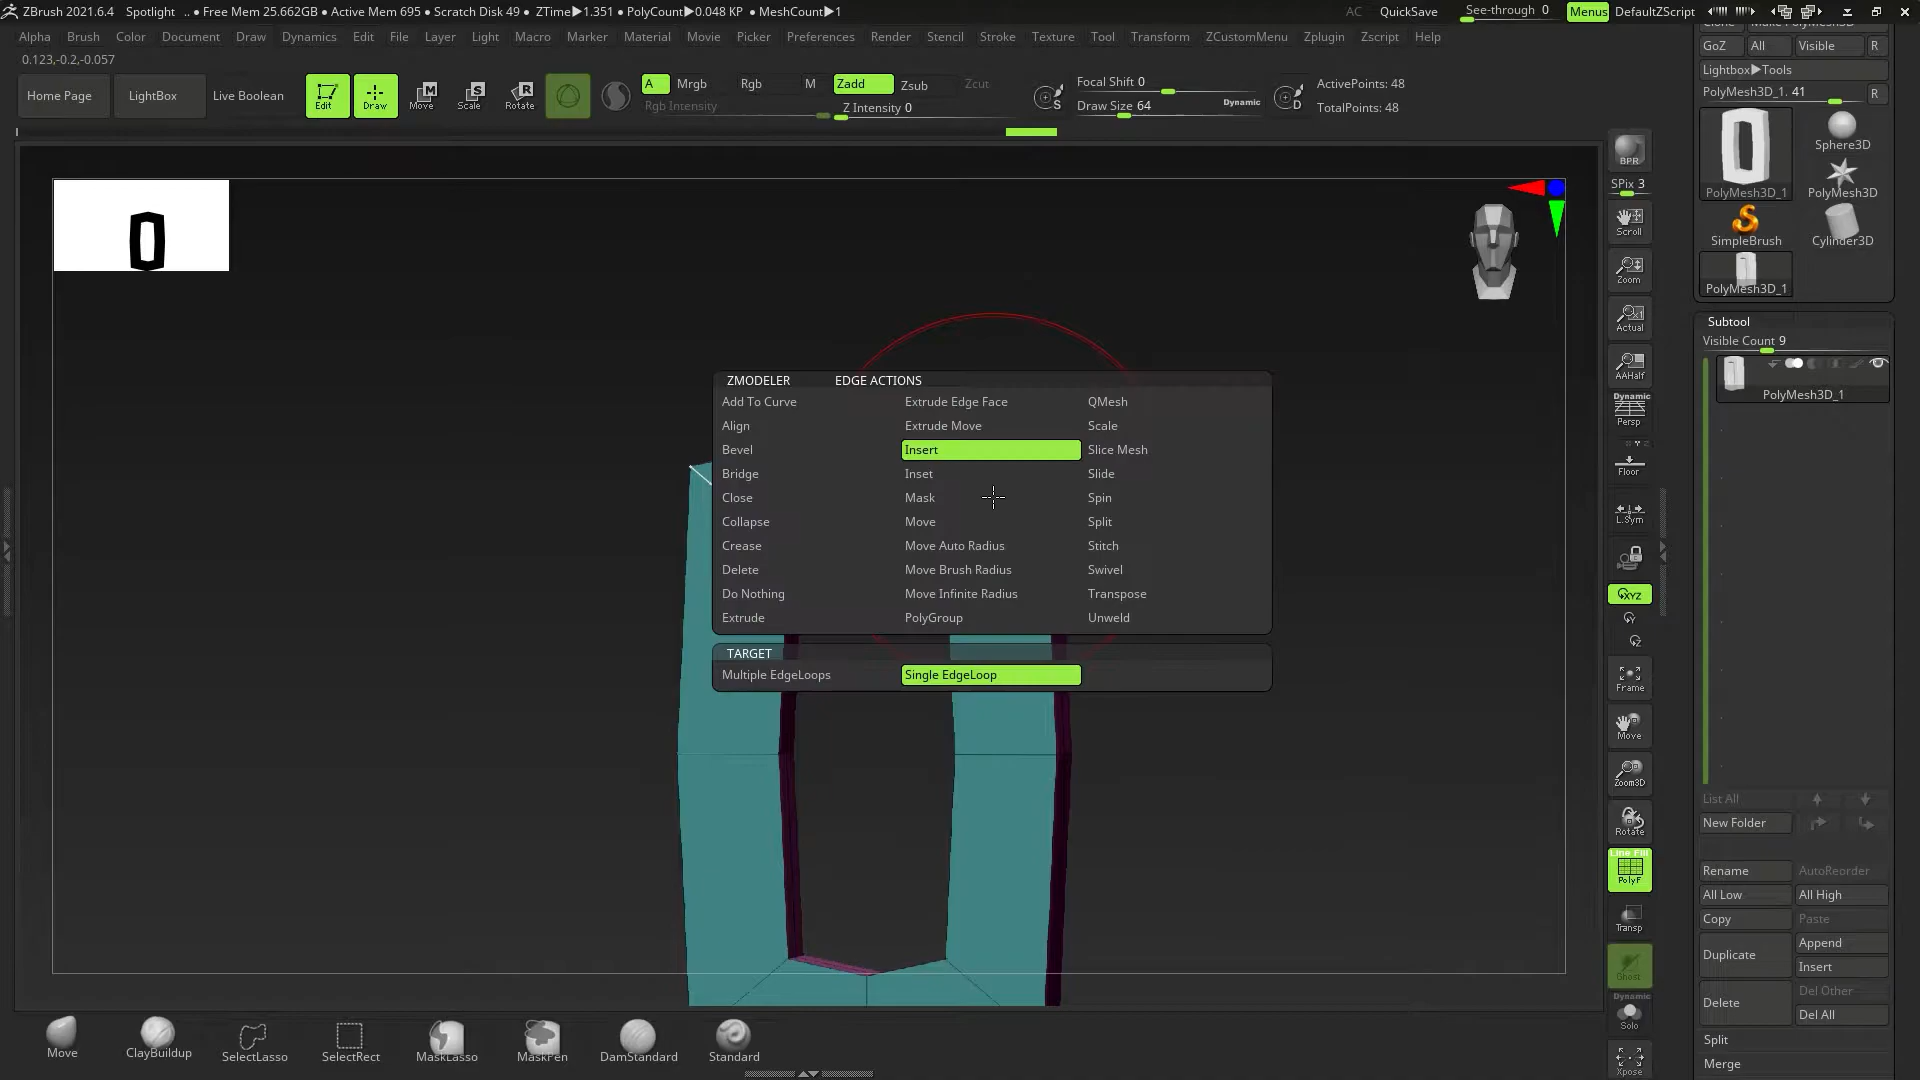 ZBrush 2021.6.4 Spotlight .. ● Free Mem 25.662GB ● Active Mem 695 ● Scratch Disk 49 ● ZTime▶1.351 ● PolyCount▶0.048 KP ● MeshCount▶1 AC QuickSave See-through 0 Menus DefaultZScript
Alpha Brush Color Document Draw Dynamics Edit File Layer Light Macro Marker Material Movie Picker Preferences Render Stencil Stroke Texture Tool Transform ZCustomMenu Zplugin Zscript Help
0.123,-0.2,-0.057
Home Page LightBox Live Boolean Edit Draw Move Scale Rotate
A Mrgb Rgb M Zadd Zsub Zcut
Rgb Intensity Z Intensity 0
Focal Shift 0
Draw Size 64 Dynamic
ActivePoints: 48
TotalPoints: 48
ZMODELER EDGE ACTIONS
Add To Curve Extrude Edge Face QMesh
Align Extrude Move Scale
Bevel Insert Slice Mesh
Bridge Inset Slide
Close Mask Spin
Collapse Move Split
Crease Move Auto Radius Stitch
Delete Move Brush Radius Swivel
Do Nothing Move Infinite Radius Transpose
Extrude PolyGroup Unweld
TARGET
Multiple EdgeLoops Single EdgeLoop
BPR
SPix 3
Scroll
Zoom
Actual
AAHalf
Dynamic
Persp
Floor
L.Sym
XYZ
Frame
Move
Zoom3D
Rotate
Line Fill
PolyF
Transp
Ghost
Dynamic
Solo
Xpose
GoZ All Visible R
Lightbox▶Tools
PolyMesh3D_1. 41 R
Sphere3D
PolyMesh3D_1 PolyMesh3D
SimpleBrush Cylinder3D
PolyMesh3D_1
Subtool
Visible Count 9
PolyMesh3D_1
List All
New Folder
Rename AutoReorder
All Low All High
Copy Paste
Duplicate Append
Insert
Delete Del Other
Del All
Split
Merge
Move ClayBuildup SelectLasso SelectRect MaskLasso MaskPen DamStandard Standard